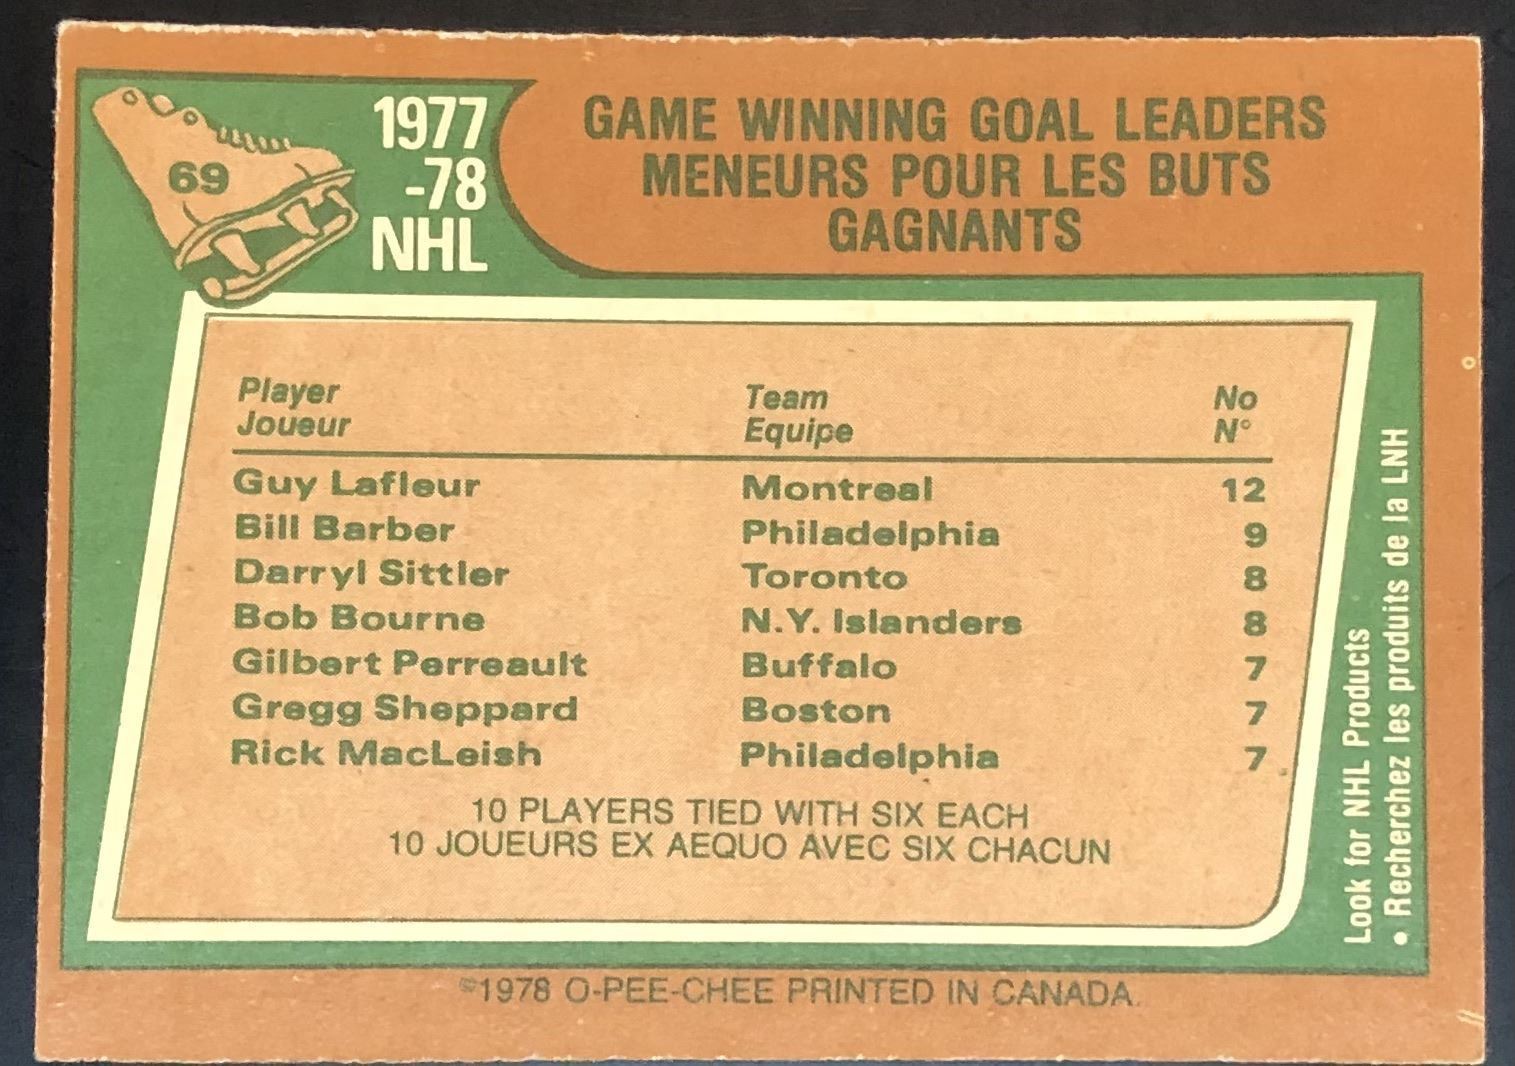 69
1977
-78
NHL
GAME WINNING GOAL LEADERS
MENEURS POUR LES BUTS
GAGNANTS
Player Team No
Joueur Equipe N°
Guy Lafleur Montreal 12
Bill Barber Philadelphia 9
Darryl Sittler Toronto 8
Bob Bourne N.Y. Islanders 8
Gilbert Perreault Buffalo 7
Gregg Sheppard Boston 7
Rick MacLeish Philadelphia 7
10 PLAYERS TIED WITH SIX EACH
10 JOUEURS EX AEQUO AVEC SIX CHACUN
Look for NHL Products
• Recherchez les produits de la LNH
©1978 O-PEE-CHEE PRINTED IN CANADA.